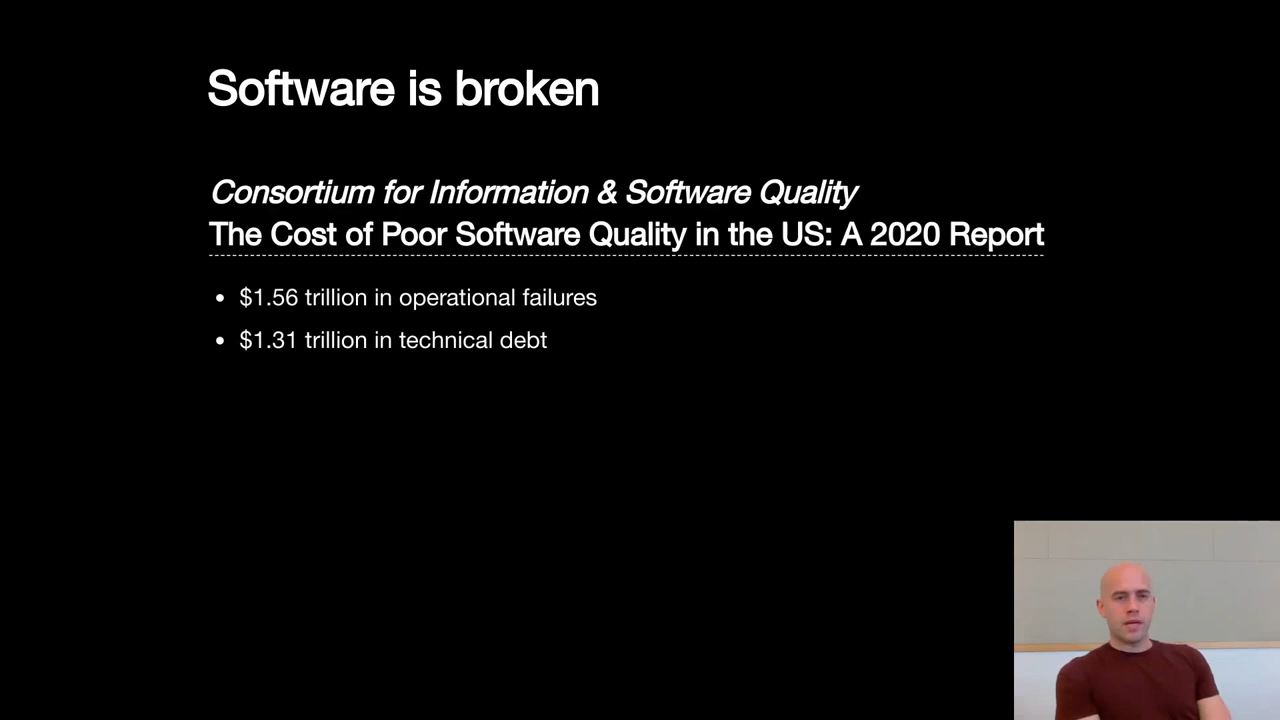 Software is broken
Consortium for Information & Software Quality
The Cost of Poor Software Quality in the US: A 2020 Report
• $1.56 trillion in operational failures
• $1.31 trillion in technical debt